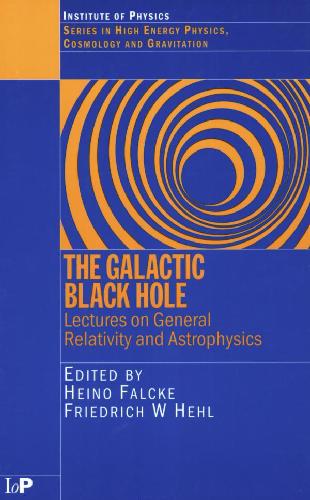 INSTITUTE OF PHYSICS
SERIES IN HIGH ENERGY PHYSICS,
COSMOLOGY AND GRAVITATION
THE GALACTIC
BLACK HOLE
Lectures on General
Relativity and Astrophysics
EDITED BY
HEINO FALCKE
FRIEDRICH W HEHL
IoP